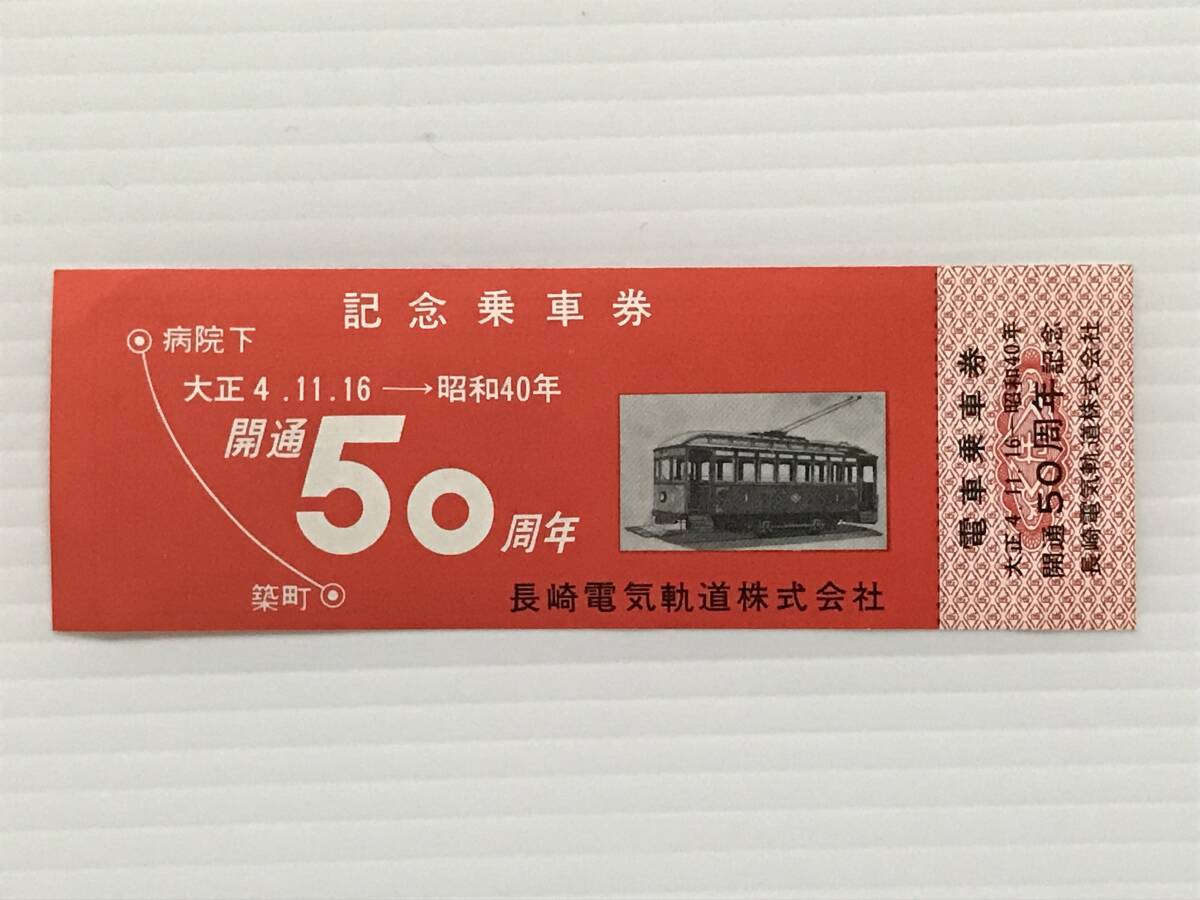 記念乗車券
病院下
大正4.11.16→昭和40年
開通50周年
築町
長崎電気軌道株式会社
電車乗車券
大正4.11.16−昭和40年
開通50周年記念
長崎電気軌道株式会社